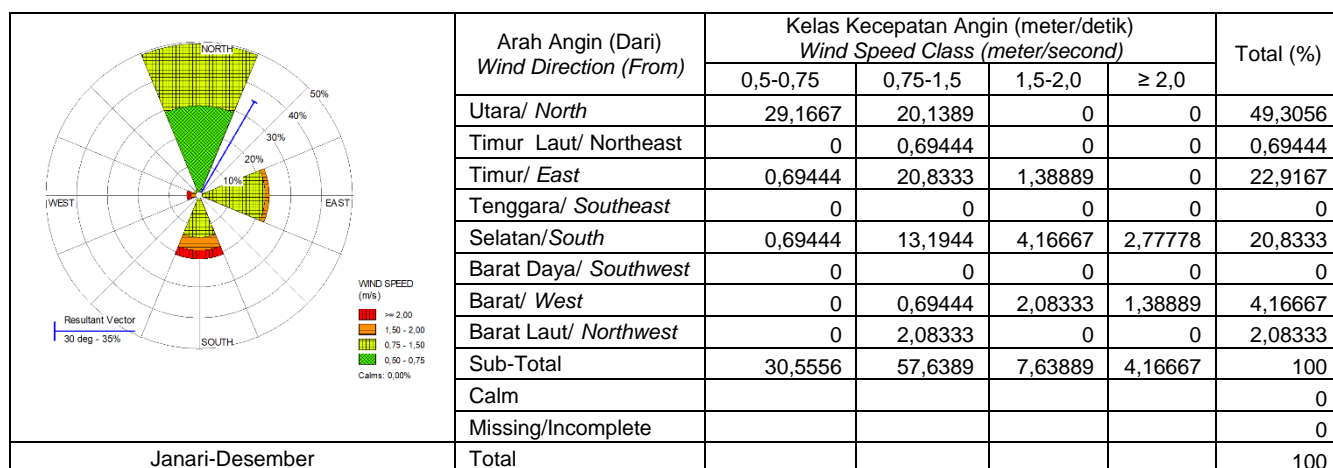 NORTH
50%
40%
30%
20%
10%
WEST
EAST
SOUTH
WIND SPEED
(m/s)
>= 2,00
1,50 - 2,00
0,75 - 1,50
0,50 - 0,75
Calms: 0,00%
Resultant Vector
30 deg - 35%
Janari-Desember
Arah Angin (Dari)
Wind Direction (From)
Kelas Kecepatan Angin (meter/detik)
Wind Speed Class (meter/second)
Total (%)
0,5-0,75 0,75-1,5 1,5-2,0 ≥ 2,0
Utara/ North 29,1667 20,1389 0 0 49,3056
Timur Laut/ Northeast 0 0,69444 0 0 0,69444
Timur/ East 0,69444 20,8333 1,38889 0 22,9167
Tenggara/ Southeast 0 0 0 0 0
Selatan/South 0,69444 13,1944 4,16667 2,77778 20,8333
Barat Daya/ Southwest 0 0 0 0 0
Barat/ West 0 0,69444 2,08333 1,38889 4,16667
Barat Laut/ Northwest 0 2,08333 0 0 2,08333
Sub-Total 30,5556 57,6389 7,63889 4,16667 100
Calm 0
Missing/Incomplete 0
Total 100